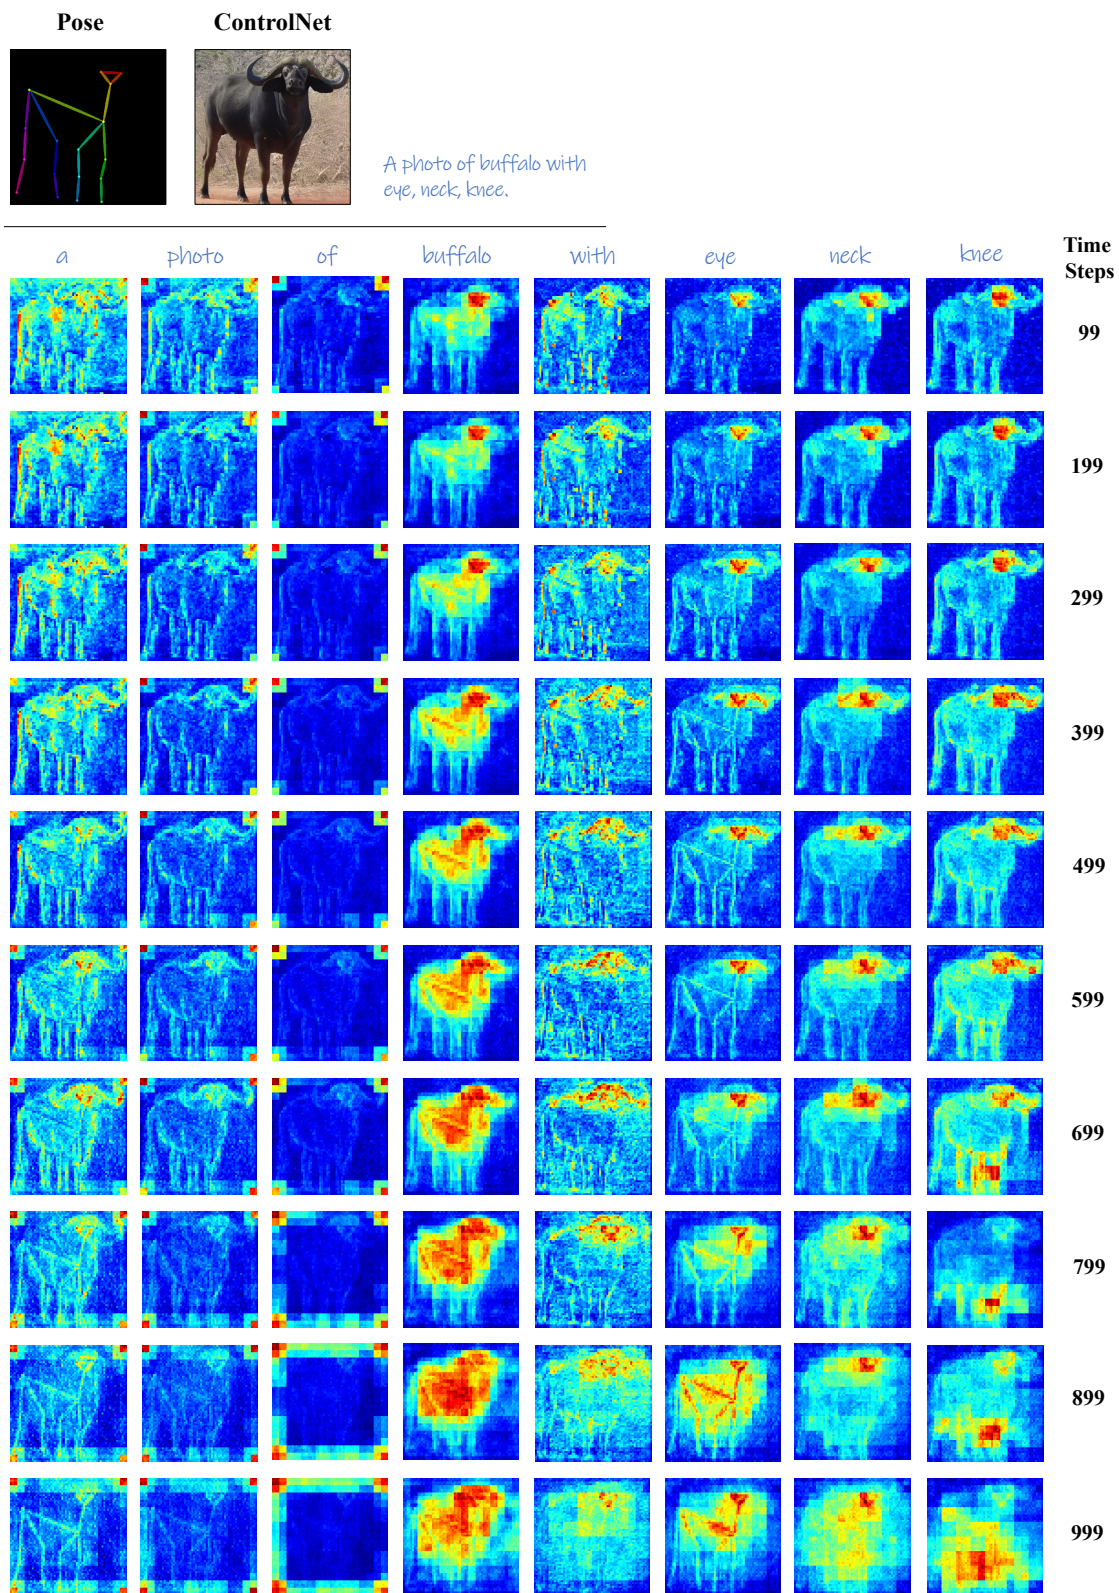 Pose
ControlNet
A photo of buffalo with
eye, neck, knee.
a
photo
of
buffalo
with
eye
neck
knee
Time
Steps
99
199
299
399
499
599
699
799
899
999